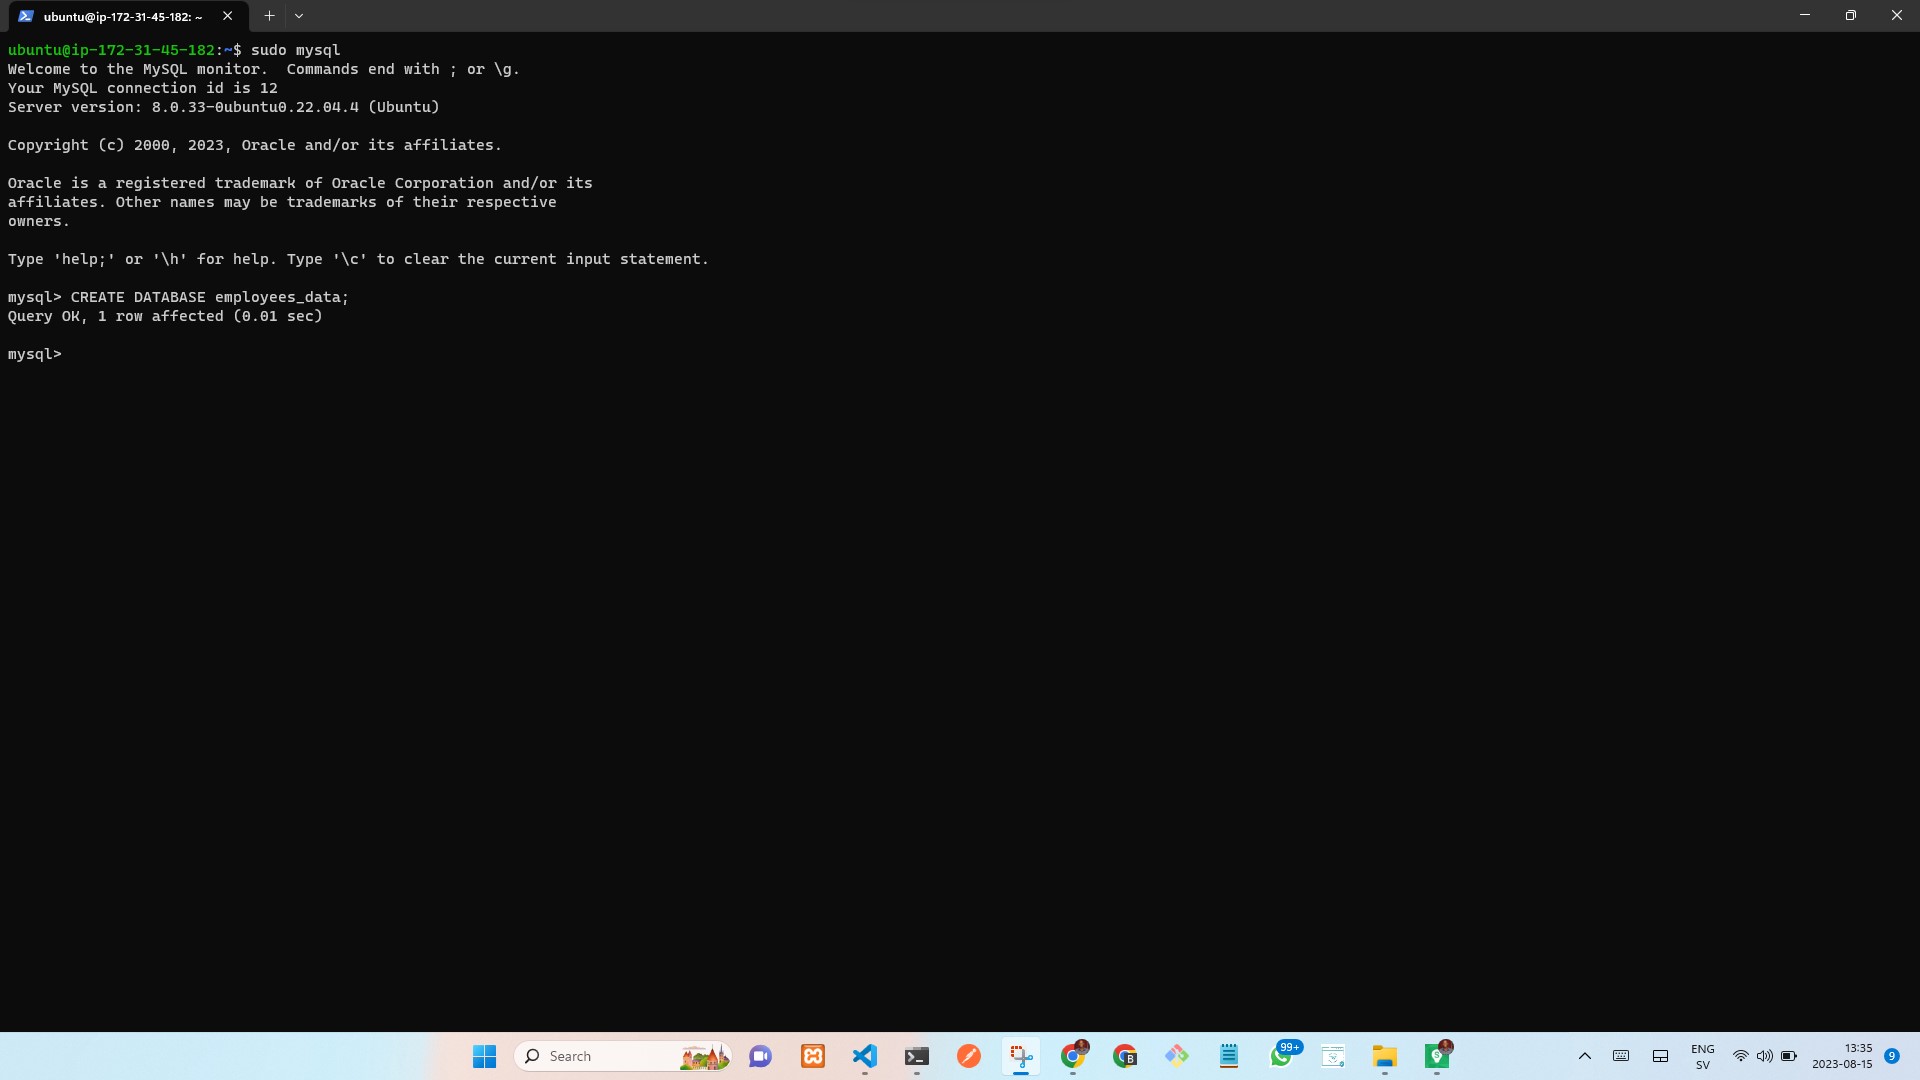 ubuntu@ip-172-31-45-182: ~
ubuntu@ip-172-31-45-182:~$ sudo mysql
Welcome to the MySQL monitor.  Commands end with ; or \g.
Your MySQL connection id is 12
Server version: 8.0.33-0ubuntu0.22.04.4 (Ubuntu)
Copyright (c) 2000, 2023, Oracle and/or its affiliates.
Oracle is a registered trademark of Oracle Corporation and/or its
affiliates. Other names may be trademarks of their respective
owners.
Type 'help;' or '\h' for help. Type '\c' to clear the current input statement.
mysql> CREATE DATABASE employees_data;
Query OK, 1 row affected (0.01 sec)
mysql>
Search
B
99+
ENG
SV
13:35
2023-08-15
9